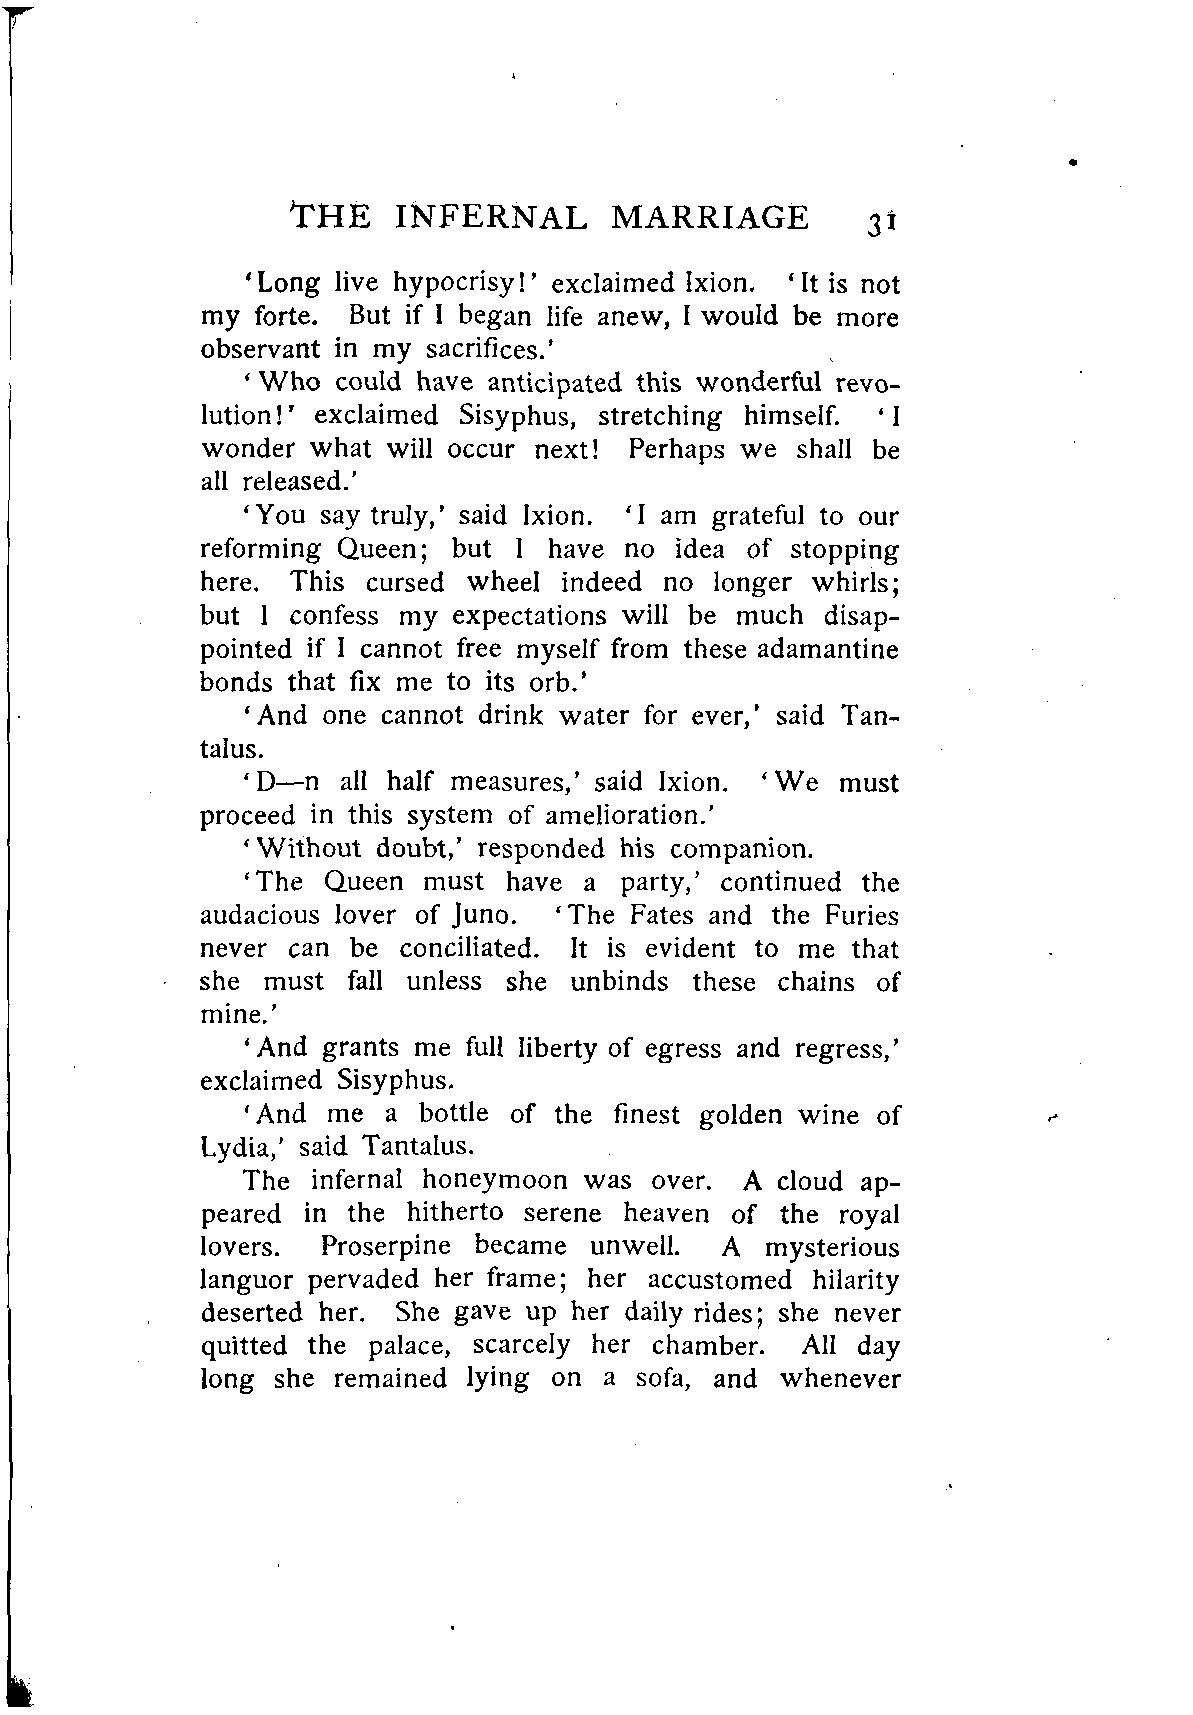 THE INFERNAL MARRIAGE 31
‘Long live hypocrisy!’ exclaimed Ixion. ‘It is not
my forte. But if I began life anew, I would be more
observant in my sacrifices.’
‘Who could have anticipated this wonderful revo-
lution!’ exclaimed Sisyphus, stretching himself. ‘I
wonder what will occur next! Perhaps we shall be
all released.’
‘You say truly,’ said Ixion. ‘I am grateful to our
reforming Queen; but I have no idea of stopping
here. This cursed wheel indeed no longer whirls;
but I confess my expectations will be much disap-
pointed if I cannot free myself from these adamantine
bonds that fix me to its orb.’
‘And one cannot drink water for ever,’ said Tan-
talus.
‘D—n all half measures,’ said Ixion. ‘We must
proceed in this system of amelioration.’
‘Without doubt,’ responded his companion.
‘The Queen must have a party,’ continued the
audacious lover of Juno. ‘The Fates and the Furies
never can be conciliated. It is evident to me that
she must fall unless she unbinds these chains of
mine.’
‘And grants me full liberty of egress and regress,’
exclaimed Sisyphus.
‘And me a bottle of the finest golden wine of
Lydia,’ said Tantalus.
The infernal honeymoon was over. A cloud ap-
peared in the hitherto serene heaven of the royal
lovers. Proserpine became unwell. A mysterious
languor pervaded her frame; her accustomed hilarity
deserted her. She gave up her daily rides; she never
quitted the palace, scarcely her chamber. All day
long she remained lying on a sofa, and whenever